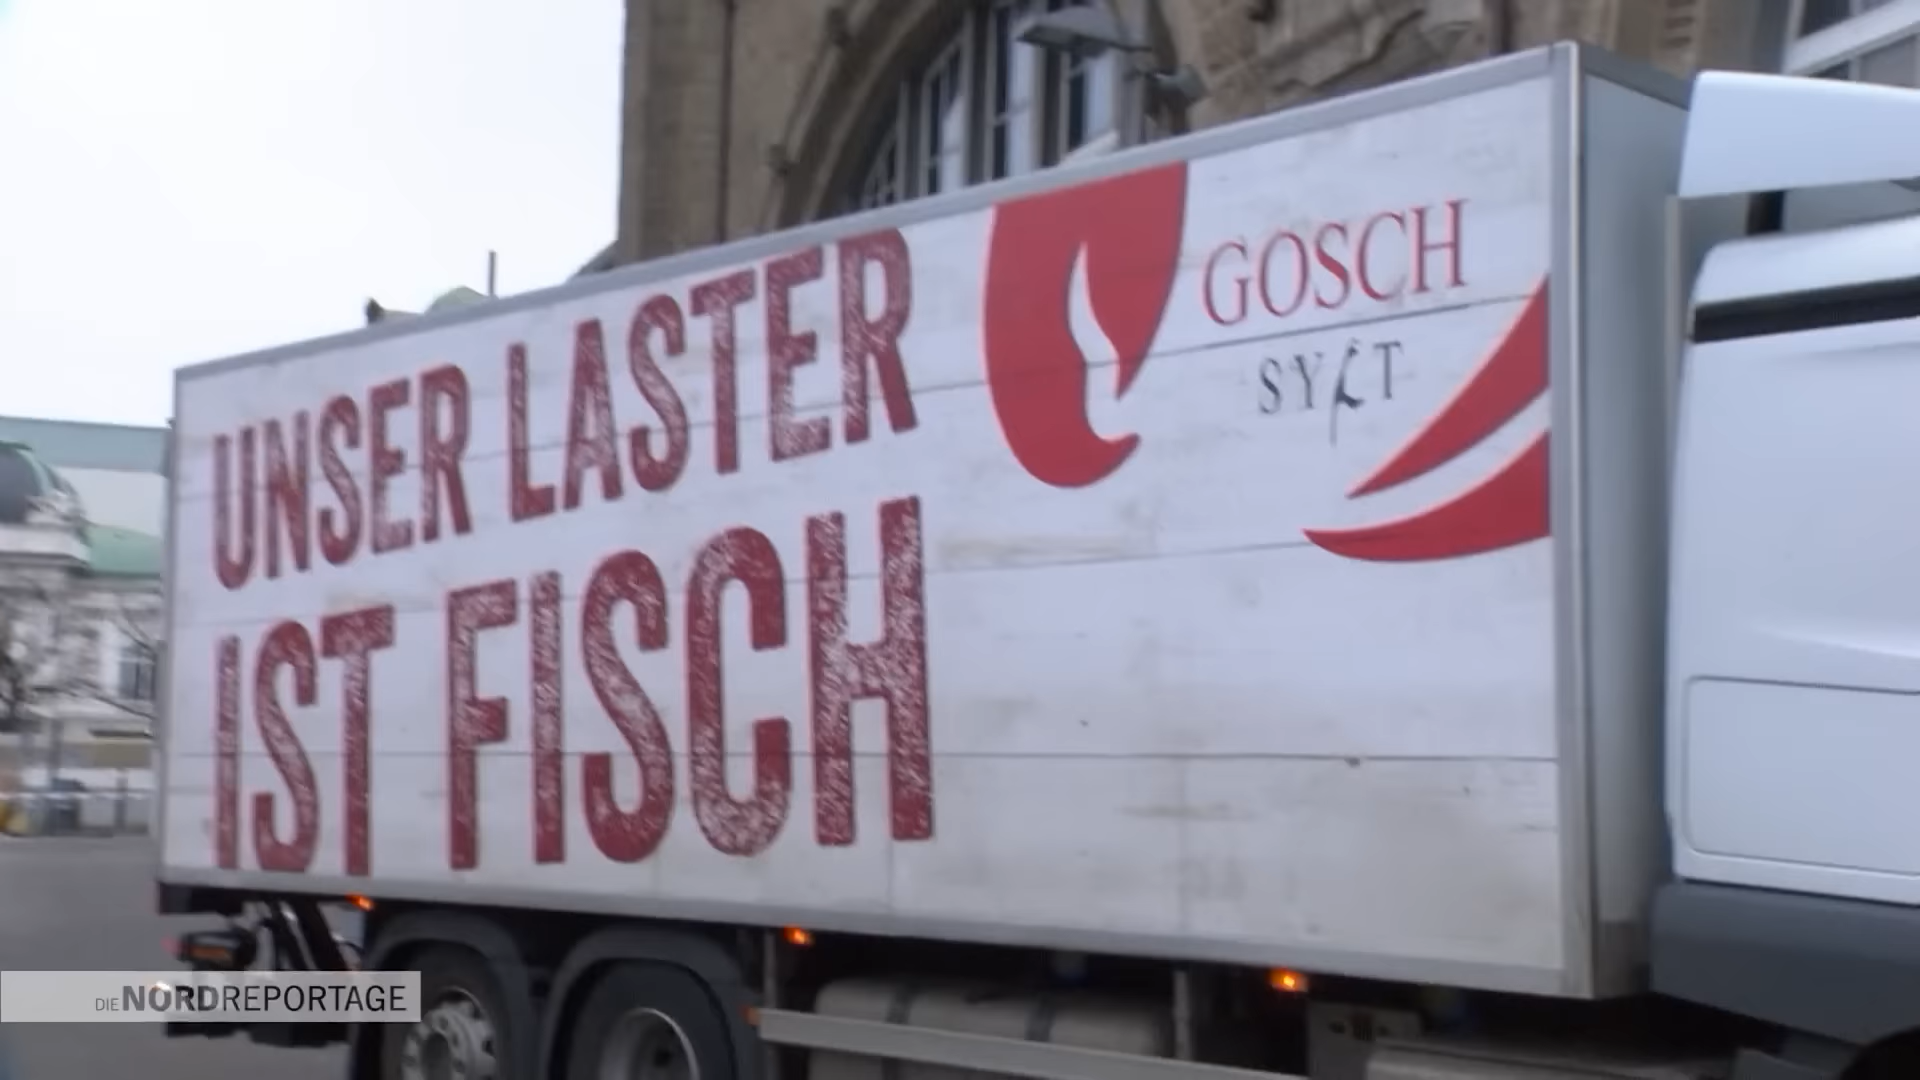 UNSER LASTER
IST FISCH
GOSCH
SYLT
DIE NORDREPORTAGE